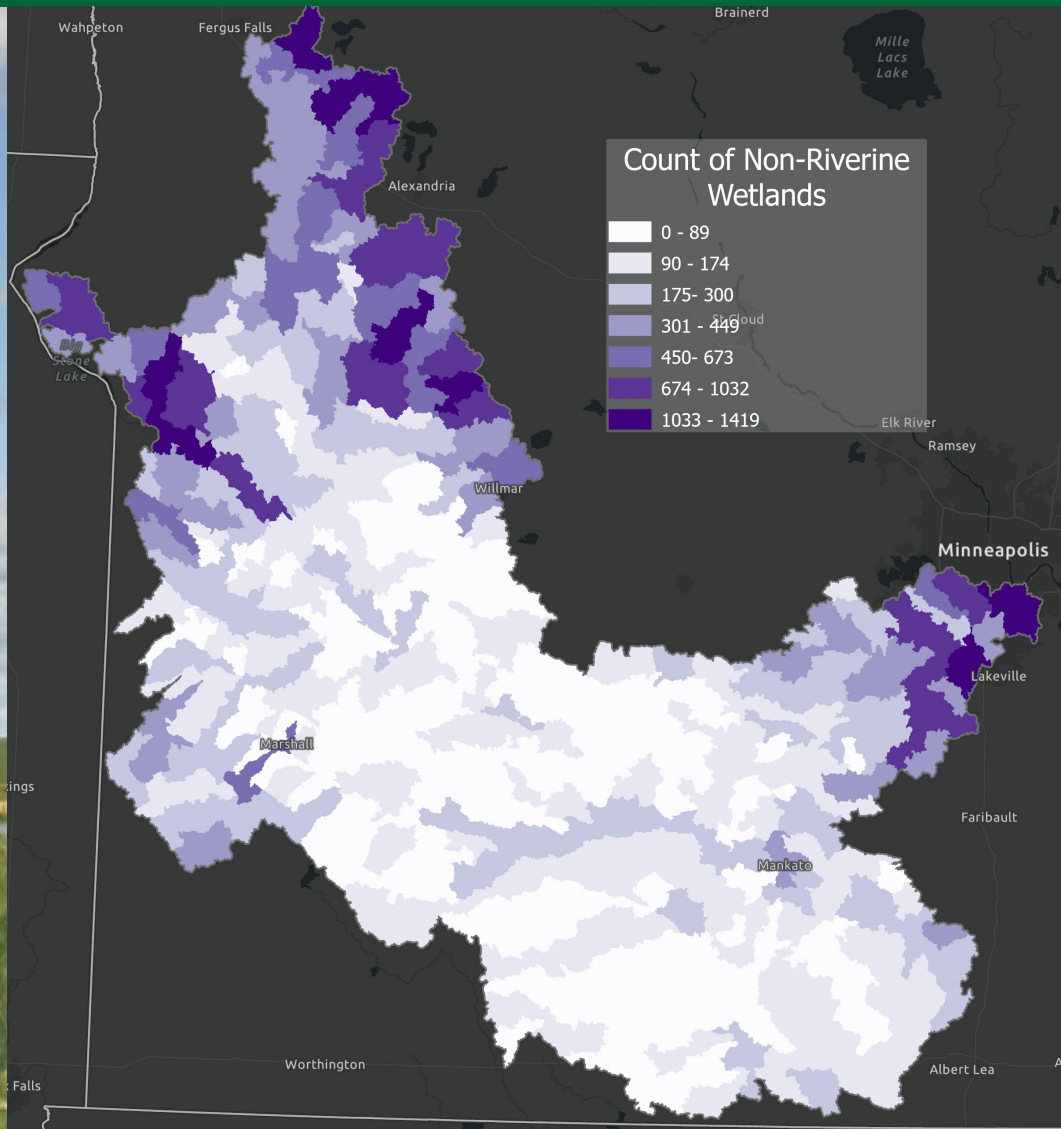 Wahpeton
Fergus Falls
Brainerd
Mille
Lacs
Lake
Count of Non-Riverine
Wetlands
0 - 89
90 - 174
175- 300
301 - 449
450- 673
674 - 1032
1033 - 1419
Alexandria
St Cloud
Big
Stone
Lake
Elk River
Ramsey
Willmar
Minneapolis
Lakeville
Marshall
Faribault
Mankato
Worthington
Albert Lea
Falls